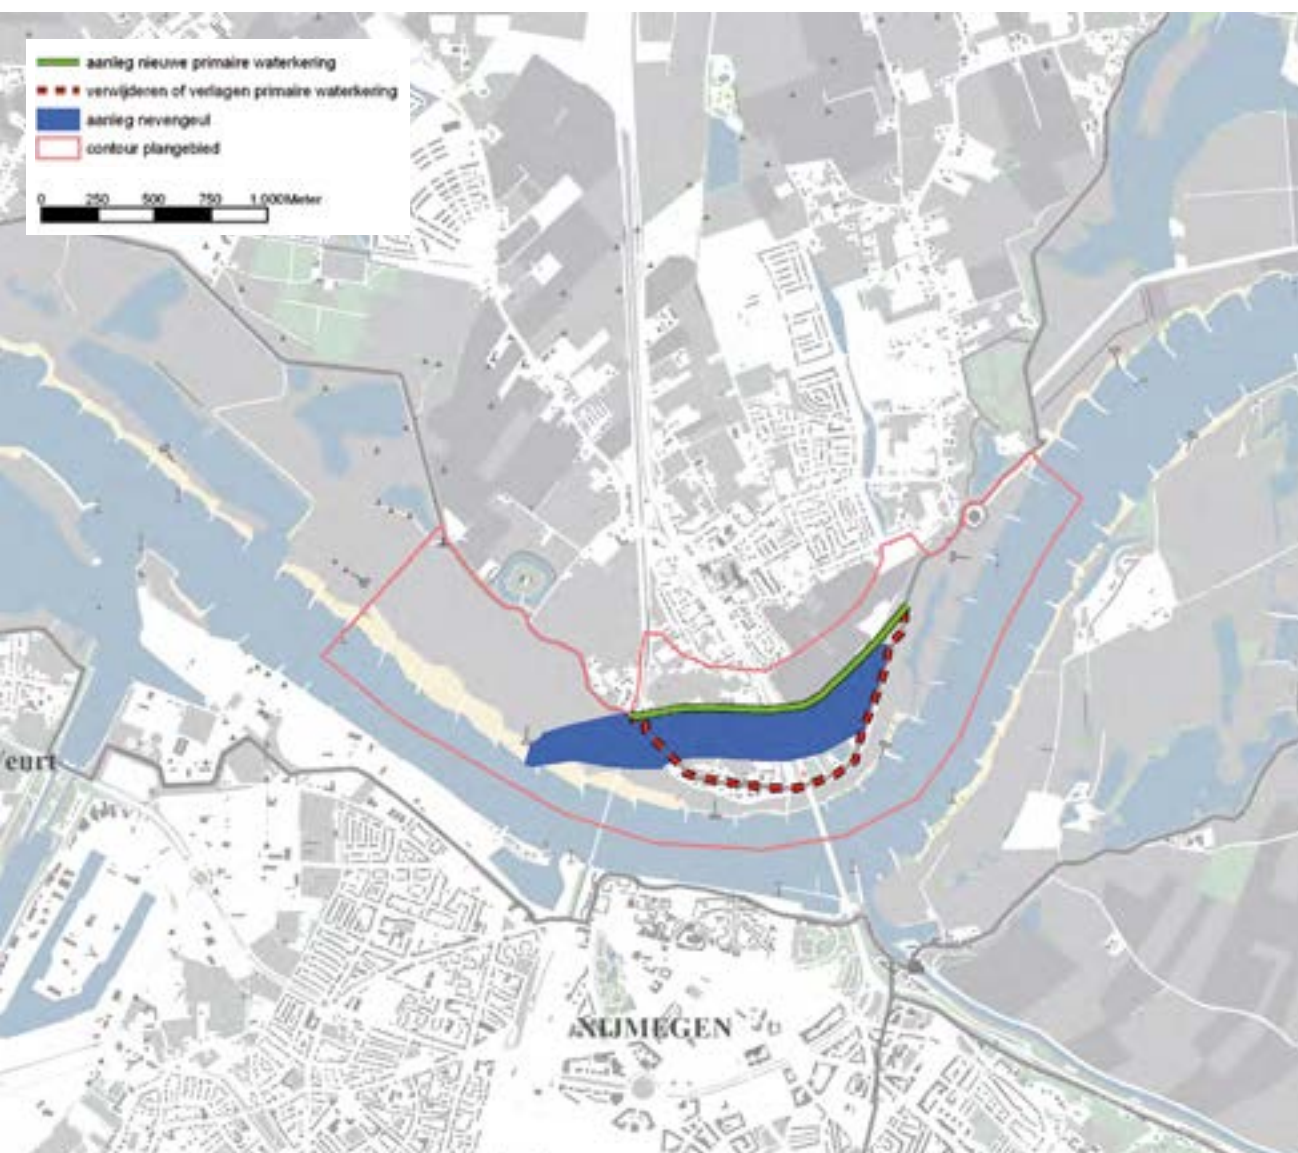 aanleg nieuwe primaire waterkering
verwijderen of verlagen primaire waterkering
aanleg nevengeul
contour plangebied
0 250 500 750 1.000Meter
eurt
NIJMEGEN